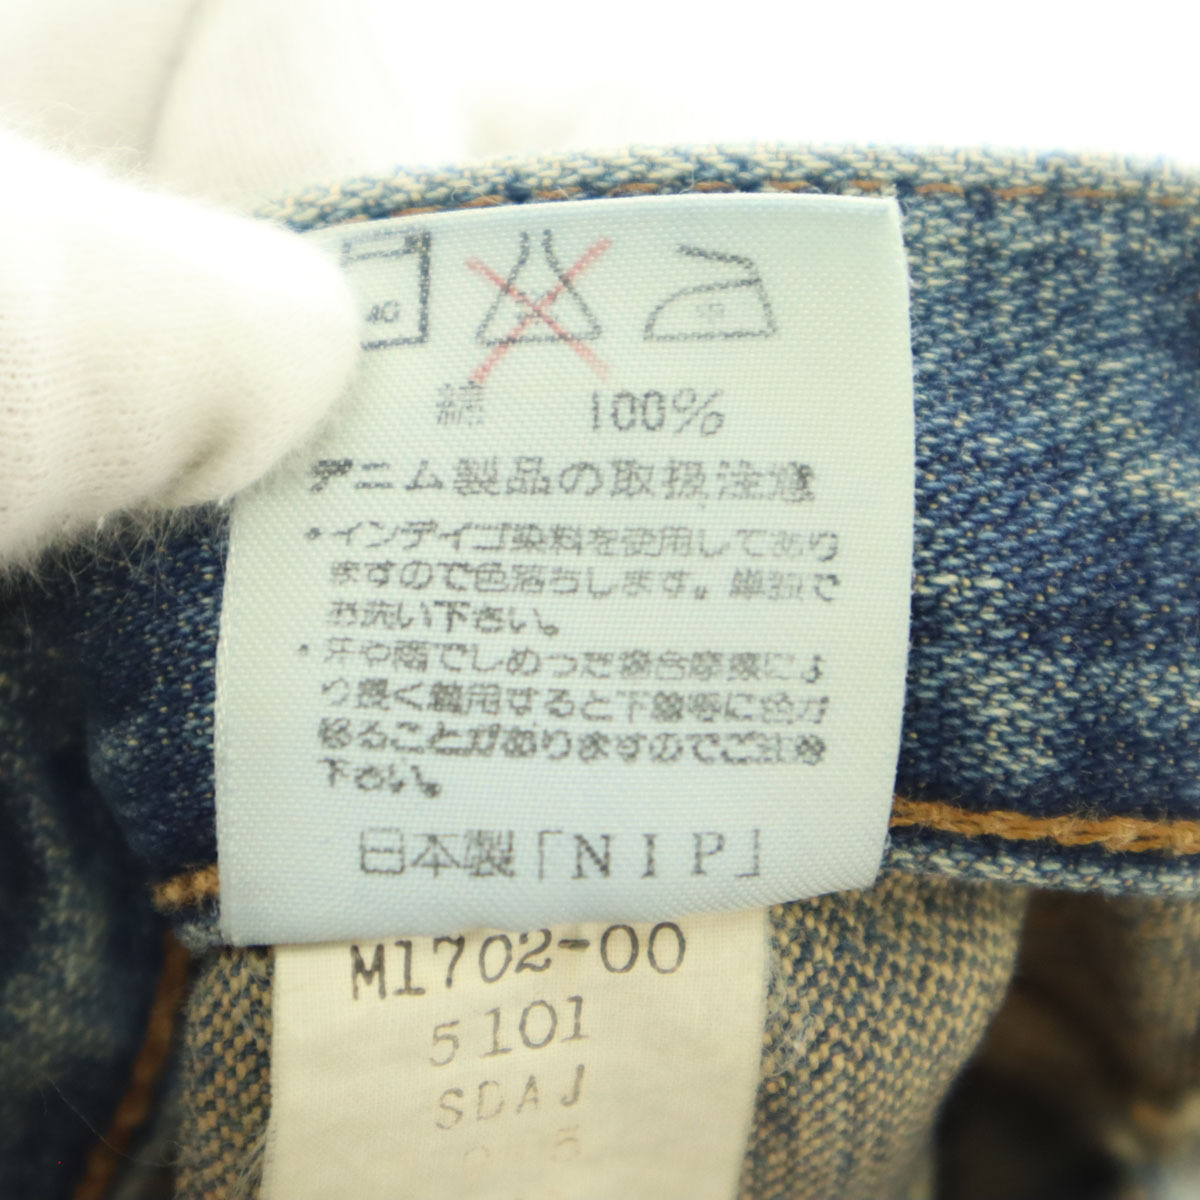 40
綿 100%
デニム製品の取扱注意
・インディゴ染料を使用してあり
ますので色落ちします。単独で
お洗い下さい。
・汗や雨でしめった場合摩擦によ
り長く着用すると下着等に色が
移ることがありますのでご注意
下さい。
日本製「NIP」
M1702-00
5101
SDAJ